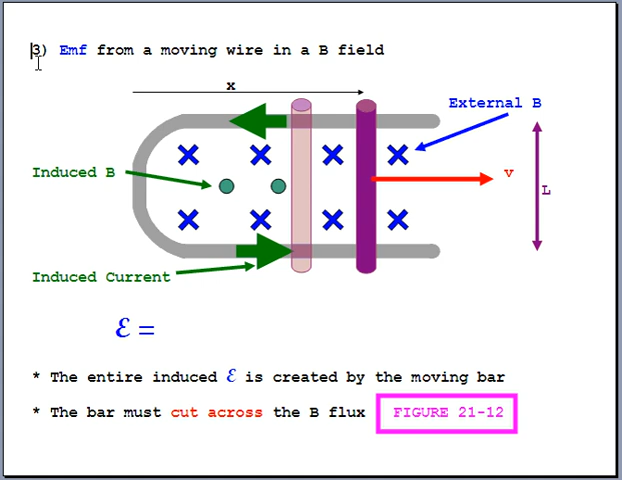 3) Emf from a moving wire in a B field
x
External B
Induced B
v
L
Induced Current
ℰ =
* The entire induced ℰ is created by the moving bar
* The bar must cut across the B flux FIGURE 21-12